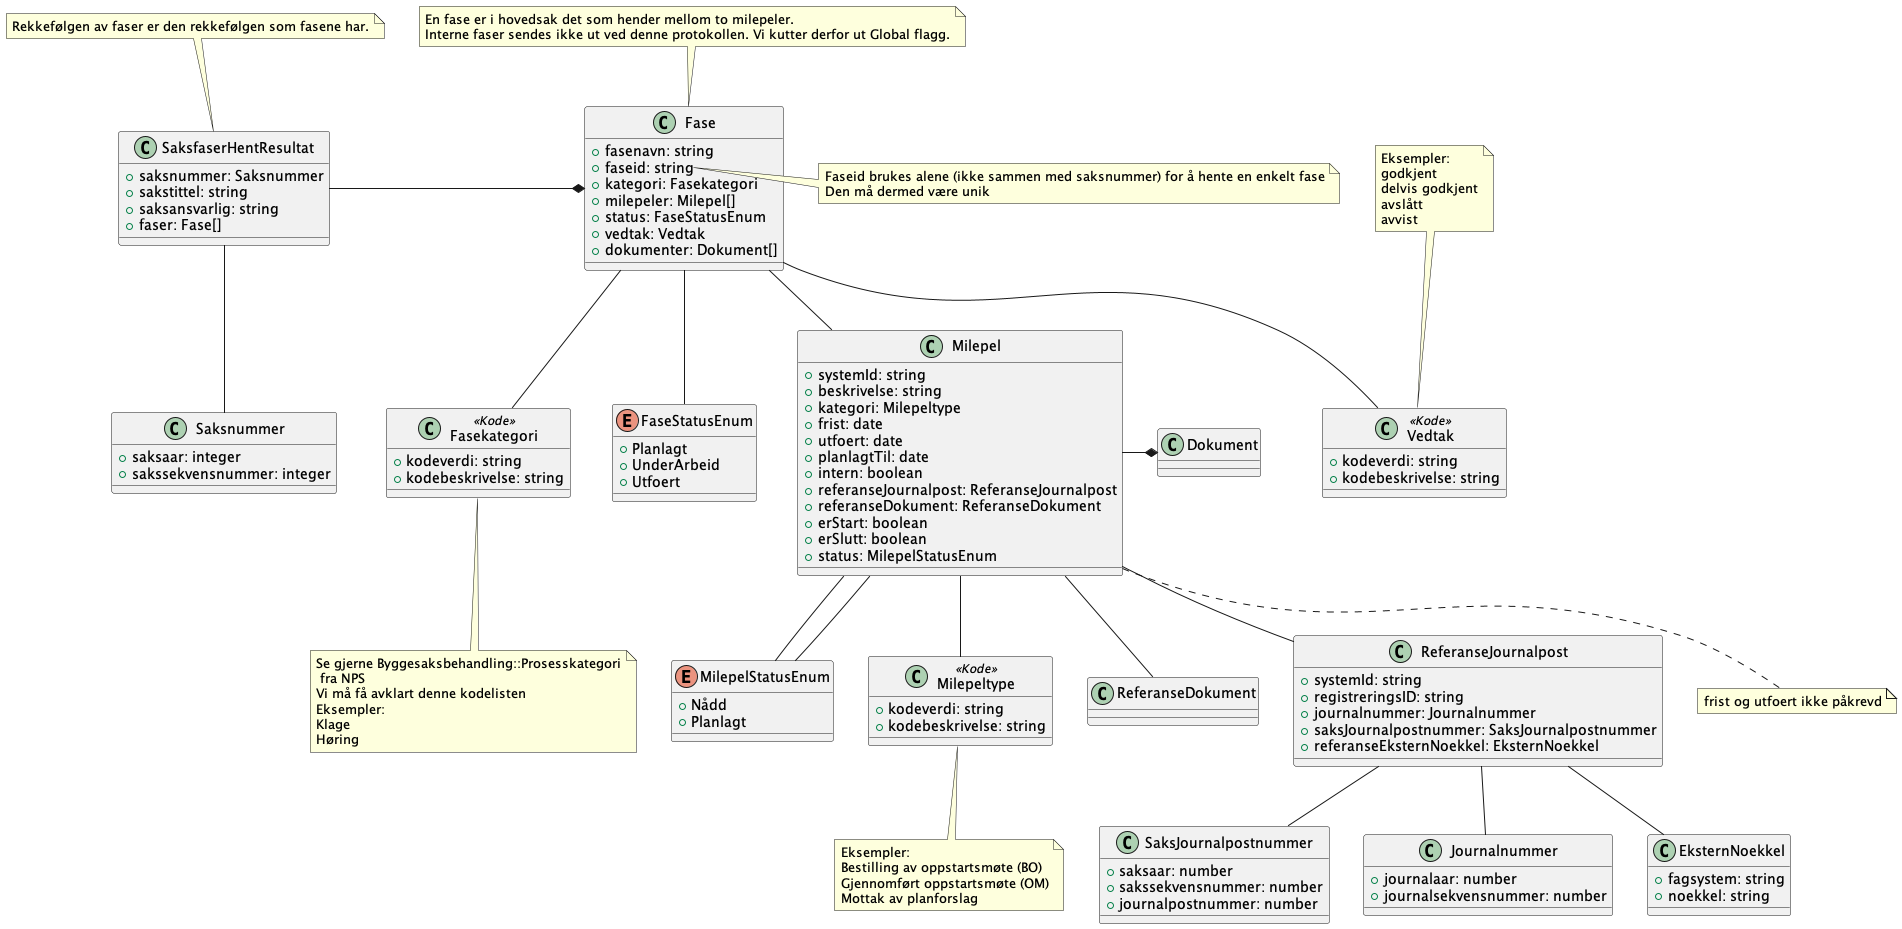 Rekkefølgen av faser er den rekkefølgen som fasene har.
En fase er i hovedsak det som hender mellom to milepeler.
Interne faser sendes ikke ut ved denne protokollen. Vi kutter derfor ut Global flagg.
C SaksfaserHentResultat
saksnummer: Saksnummer
sakstittel: string
saksansvarlig: string
faser: Fase[]
C Fase
fasenavn: string
faseid: string
kategori: Fasekategori
milepeler: Milepel[]
status: FaseStatusEnum
vedtak: Vedtak
dokumenter: Dokument[]
Faseid brukes alene (ikke sammen med saksnummer) for å hente en enkelt fase
Den må dermed være unik
Eksempler:
godkjent
delvis godkjent
avslått
avvist
C Saksnummer
saksaar: integer
sakssekvensnummer: integer
C «Kode»
Fasekategori
kodeverdi: string
kodebeskrivelse: string
E FaseStatusEnum
Planlagt
UnderArbeid
Utfoert
C Milepel
systemId: string
beskrivelse: string
kategori: Milepeltype
frist: date
utfoert: date
planlagtTil: date
intern: boolean
referanseJournalpost: ReferanseJournalpost
referanseDokument: ReferanseDokument
erStart: boolean
erSlutt: boolean
status: MilepelStatusEnum
C Dokument
C «Kode»
Vedtak
kodeverdi: string
kodebeskrivelse: string
Se gjerne Byggesaksbehandling::Prosesskategori
fra NPS
Vi må få avklart denne kodelisten
Eksempler:
Klage
Høring
E MilepelStatusEnum
Nådd
Planlagt
C «Kode»
Milepeltype
kodeverdi: string
kodebeskrivelse: string
C ReferanseDokument
C ReferanseJournalpost
systemId: string
registreringsID: string
journalnummer: Journalnummer
saksJournalpostnummer: SaksJournalpostnummer
referanseEksternNoekkel: EksternNoekkel
frist og utfoert ikke påkrevd
Eksempler:
Bestilling av oppstartsmøte (BO)
Gjennomført oppstartsmøte (OM)
Mottak av planforslag
C SaksJournalpostnummer
saksaar: number
sakssekvensnummer: number
journalpostnummer: number
C Journalnummer
journalaar: number
journalsekvensnummer: number
C EksternNoekkel
fagsystem: string
noekkel: string